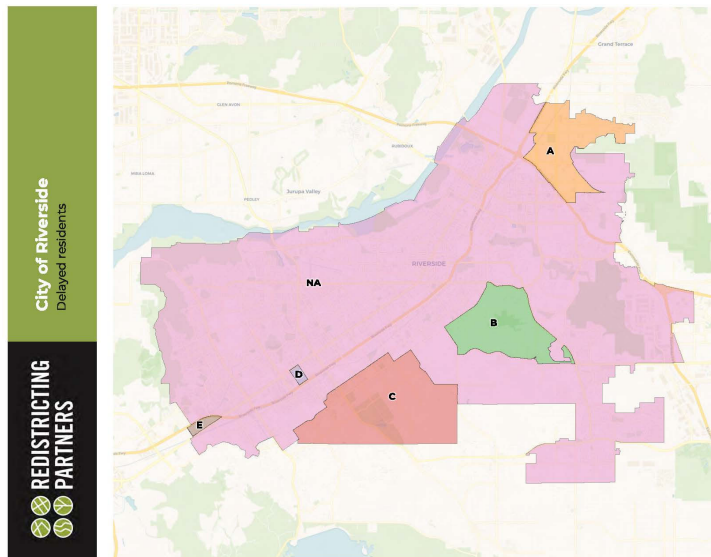 City of Riverside
Delayed residents
REDISTRICTING
PARTNERS
Grand Terrace
GLEN AVON
RUBIDOUX
MIRA LOMA
PEDLEY
Jurupa Valley
RIVERSIDE
A
NA
B
D
C
E